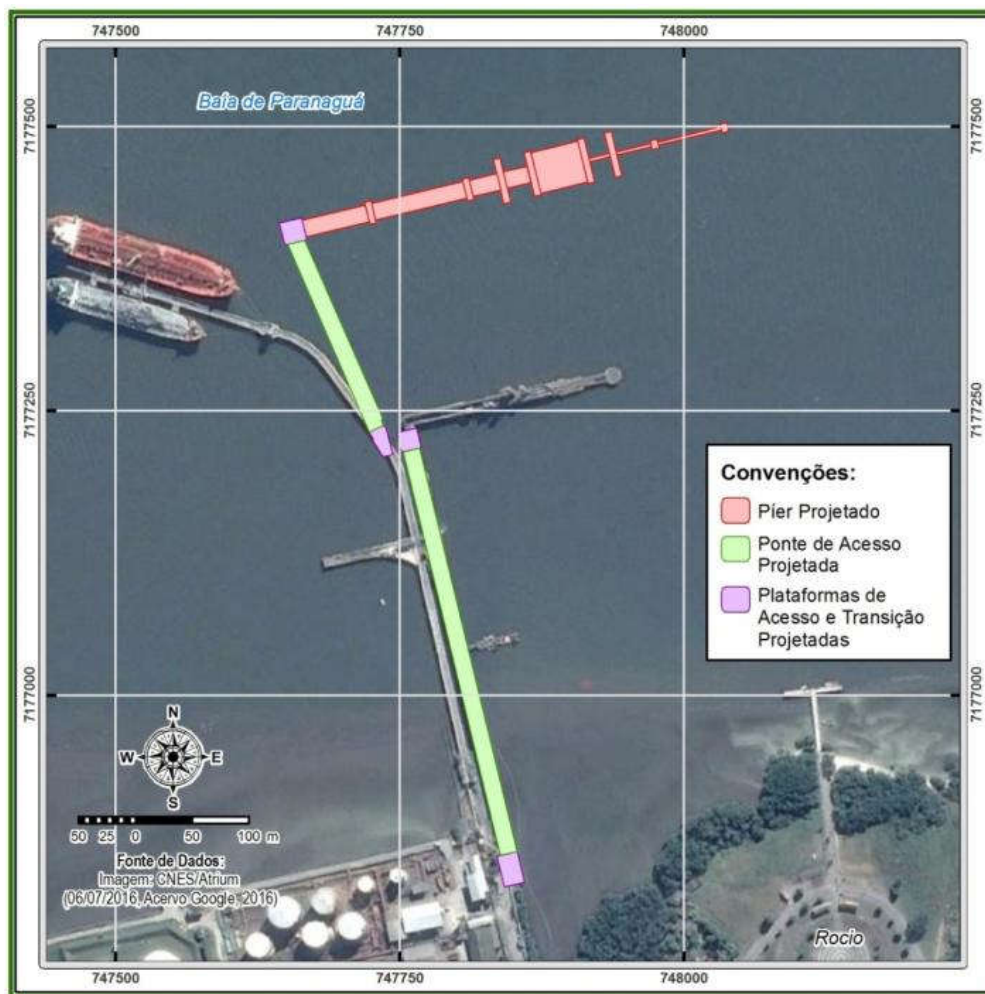 747500
747750
748000
Baía de Paranaguá
7177500
7177500
7177250
7177250
Convenções:
Píer Projetado
Ponte de Acesso
Projetada
Plataformas de
Acesso e Transição
Projetadas
7177000
7177000
N
W
E
S
50 25 0 50 100 m
Fonte de Dados:
Imagem: CNES/Atrium
(06/07/2016, Acervo Google, 2016)
Rocio
747500
747750
748000